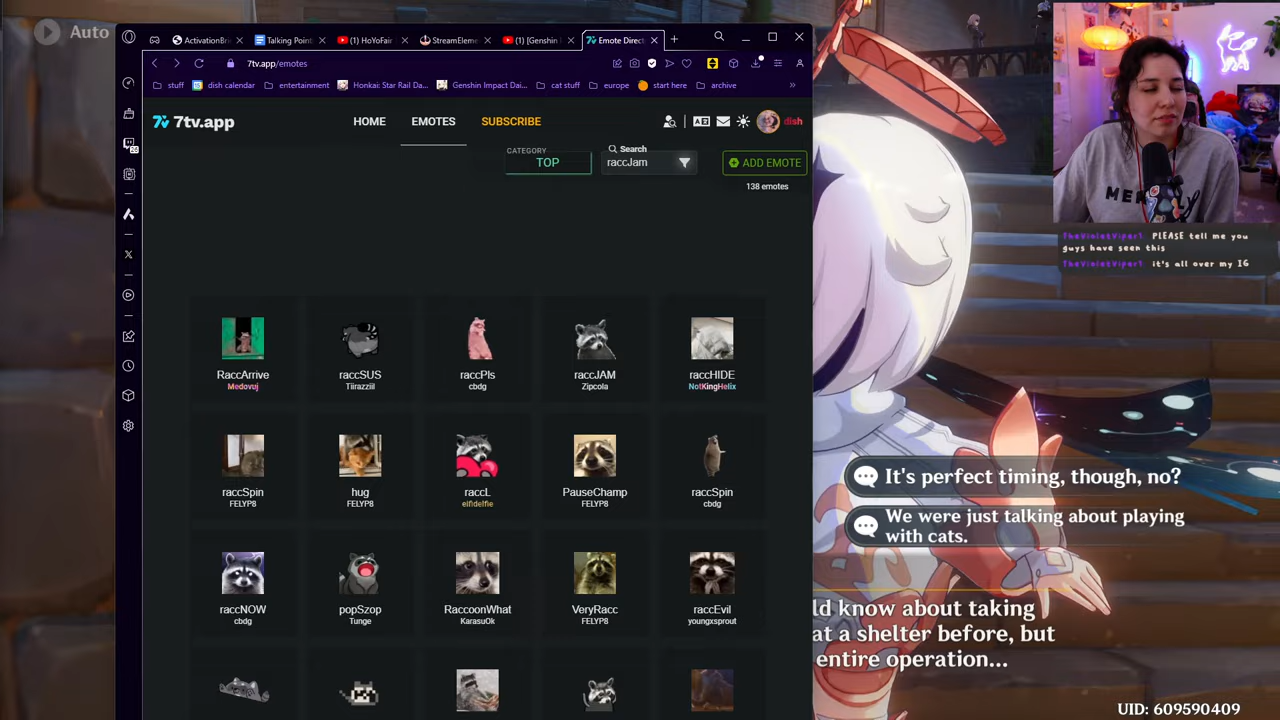 Auto
ActivationBri
Talking Point
(1) HoYoFair
StreamEleme
(1) [Genshin I
Emote Direct
7tv.app/emotes
stuff
dish calendar
entertainment
Honkai: Star Rail Da...
Genshin Impact Dai...
cat stuff
europe
start here
archive
7tv.app
HOME
EMOTES
SUBSCRIBE
dish
CATEGORY
TOP
Search
raccJam
ADD EMOTE
138 emotes
RaccArrive
Medovuj
raccSUS
Tiirazziil
raccPls
cbdg
raccJAM
Zipcola
raccHIDE
NotKingHelix
raccSpin
FELYP8
hug
FELYP8
raccL
elfidelfie
PauseChamp
FELYP8
raccSpin
cbdg
raccNOW
cbdg
popSzop
Tunge
RaccoonWhat
KarasuOk
VeryRacc
FELYP8
raccEvil
youngxsprout
TheVioletViper1 PLEASE tell me you
guys have seen this
TheVioletViper1 it's all over my IG
It's perfect timing, though, no?
We were just talking about playing
with cats.
ld know about taking
at a shelter before, but
entire operation...
UID: 609590409